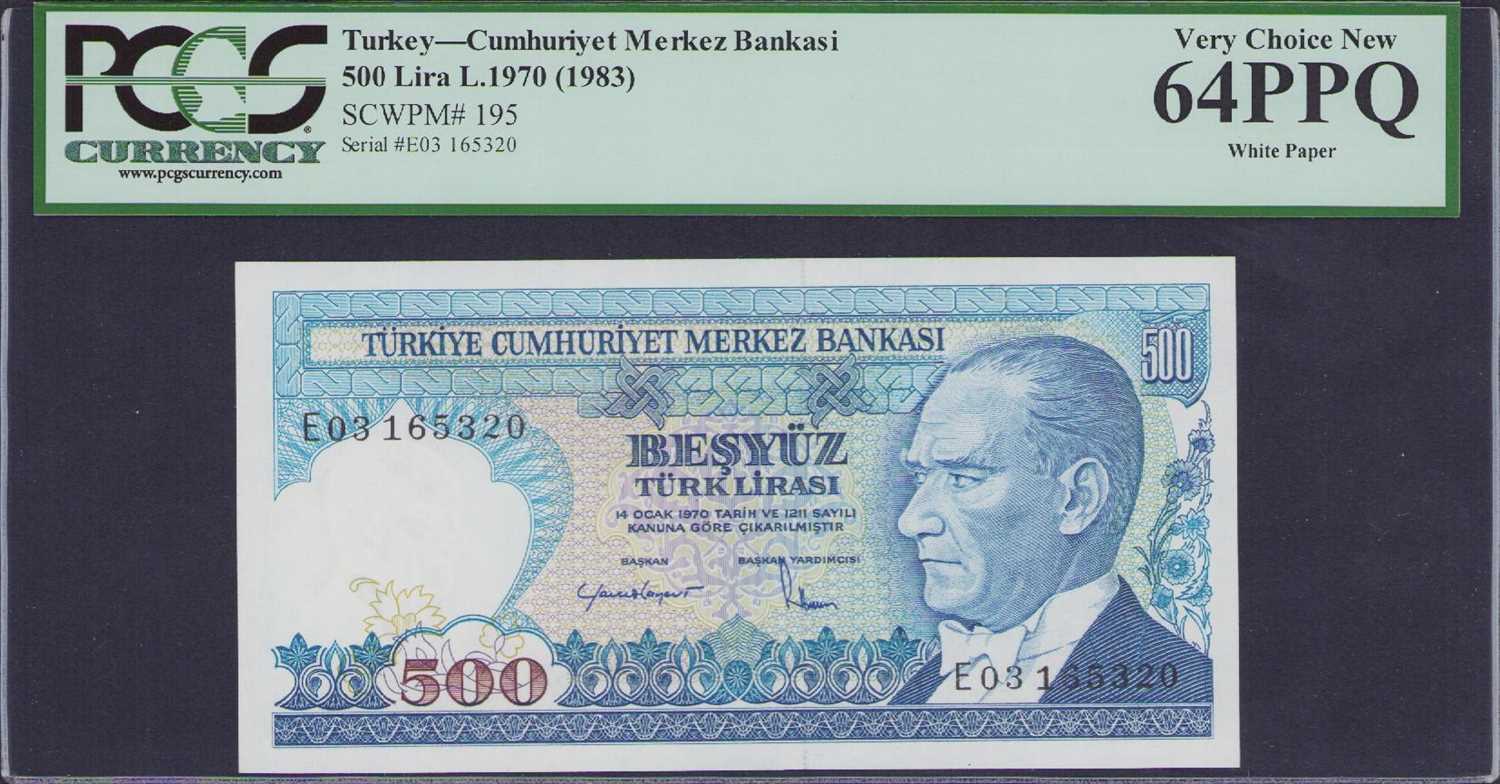 PCGS
CURRENCY
www.pcgscurrency.com
Turkey—Cumhuriyet Merkez Bankasi
500 Lira L.1970 (1983)
SCWPM# 195
Serial #E03 165320
Very Choice New
64PPQ
White Paper
TÜRKİYE CUMHURİYET MERKEZ BANKASI
500
E03 165320
BEŞYÜZ
TÜRK LİRASI
14 OCAK 1970 TARİH VE 1211 SAYILI
KANUNA GÖRE ÇIKARILMIŞTIR
BAŞKAN BAŞKAN YARDIMCISI
500
E03 165320